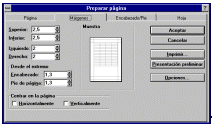 Preparar página
Página
Márgenes
Encabezado/Pie
Hoja
Superior: 2,5
Inferior: 2,5
Izquierdo: 2
Derecho: 2
Desde el extremo
Encabezado: 1,3
Pie de página: 1,3
Centrar en la página
Horizontalmente
Verticalmente
Muestra
Aceptar
Cancelar
Imprimir...
Presentación preliminar
Opciones...